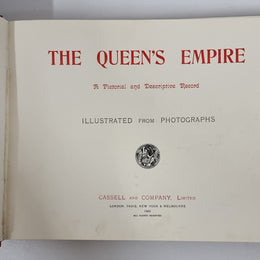 THE QUEEN'S EMPIRE
A Pictorial and Descriptive Record
ILLUSTRATED FROM PHOTOGRAPHS
CASSELL AND COMPANY, LIMITED
LONDON, PARIS, NEW YORK & MELBOURNE
ALL RIGHTS RESERVED